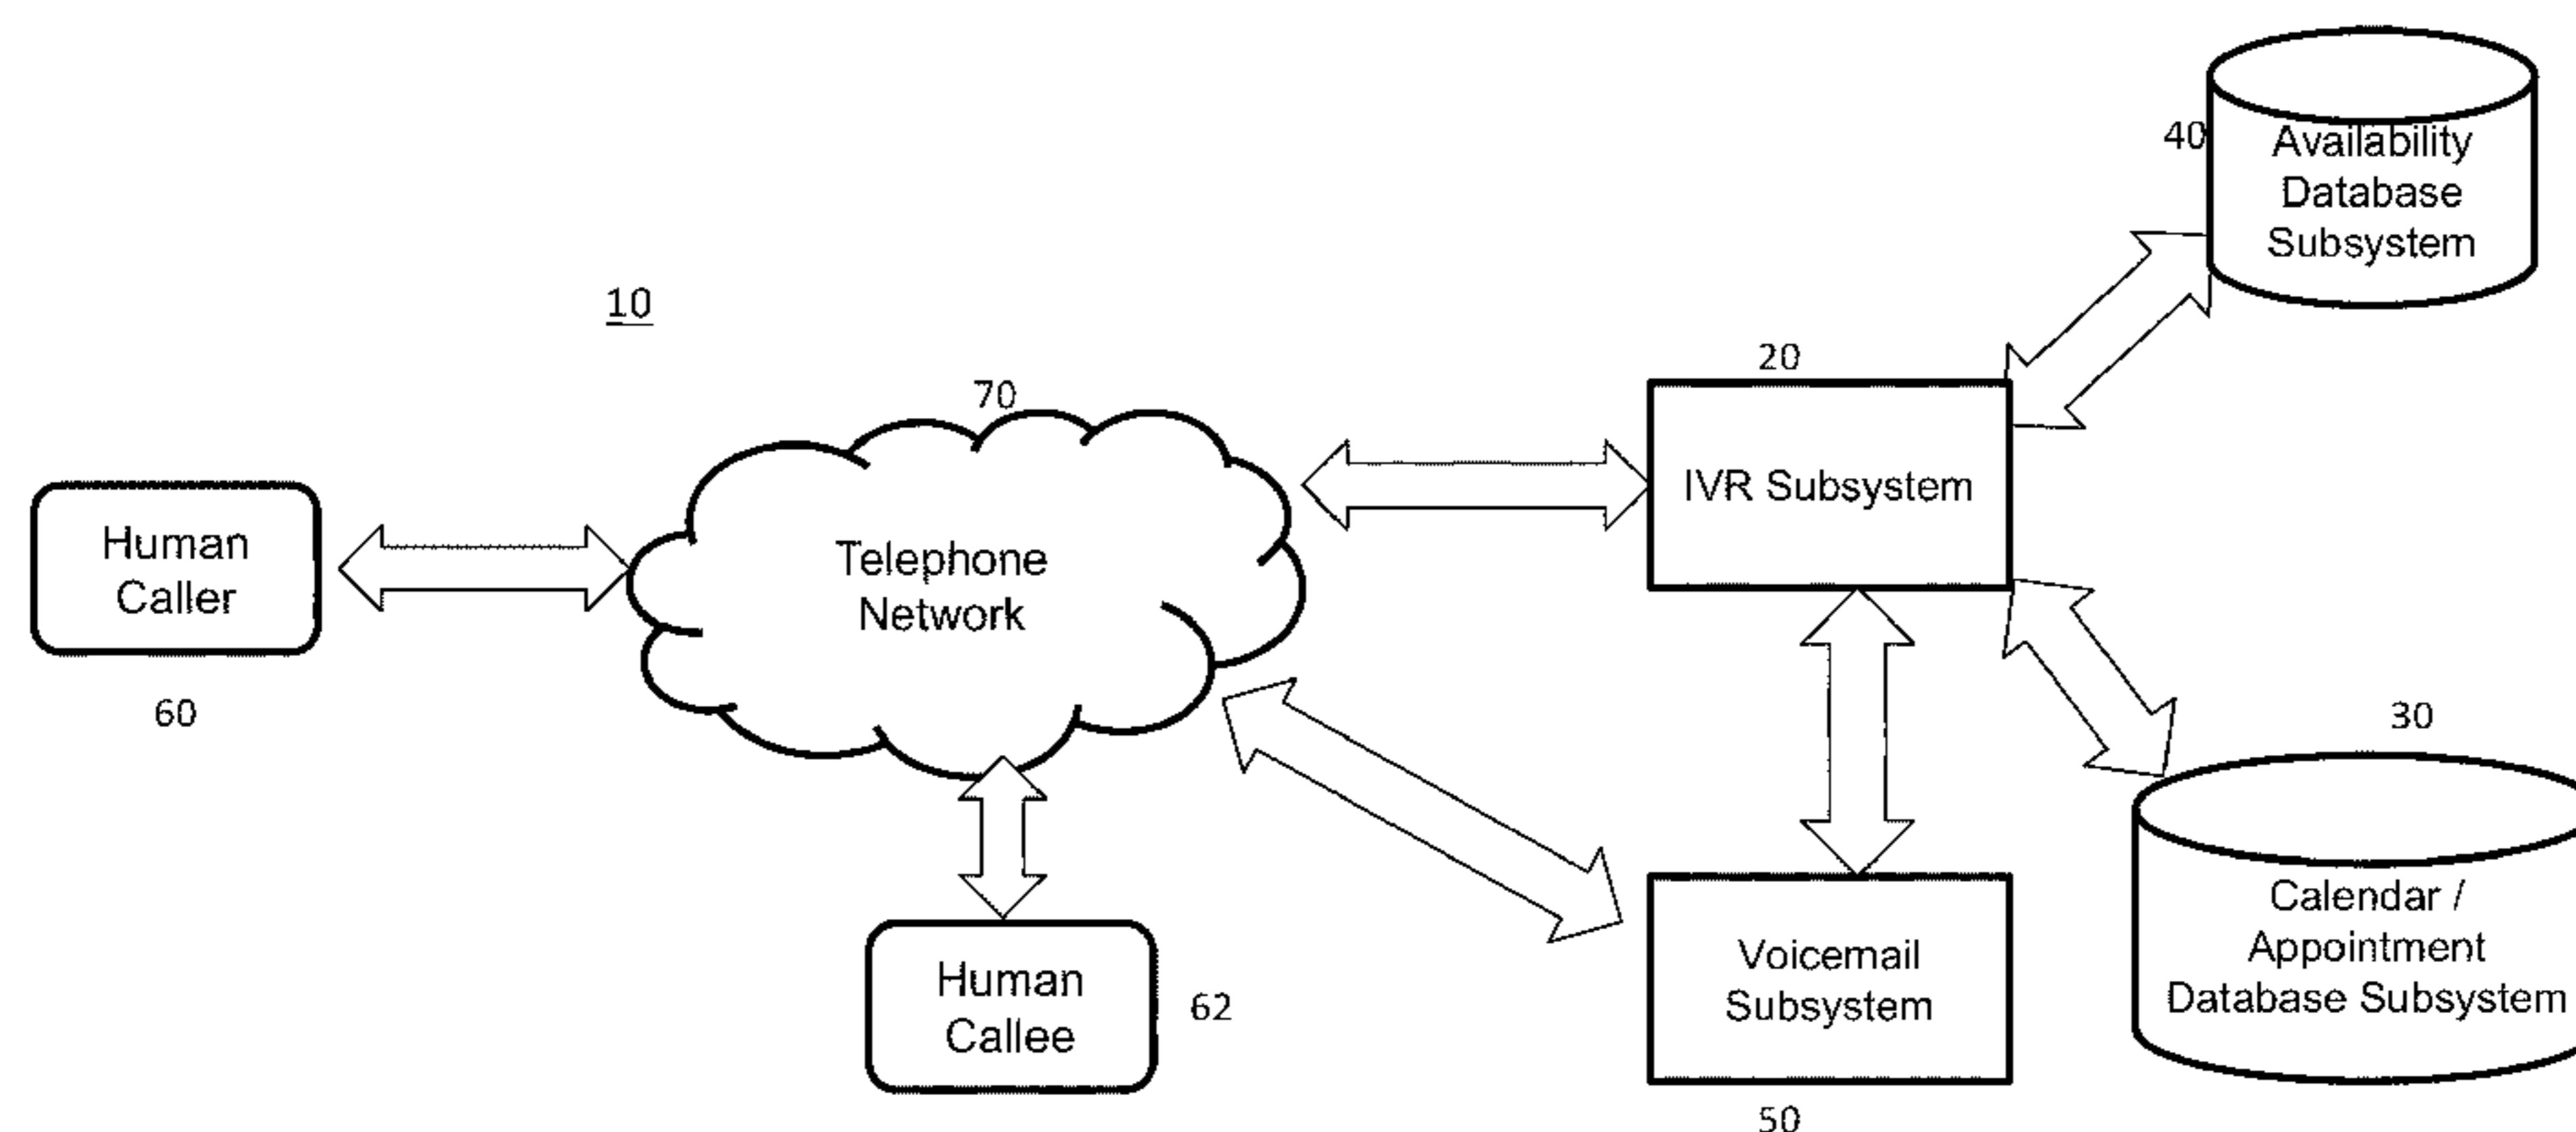 40
Availability
Database
Subsystem
10
20
70
IVR Subsystem
Human
Caller
Telephone
Network
60
30
Human
Callee
62
Voicemail
Subsystem
Calendar /
Appointment
Database Subsystem
50